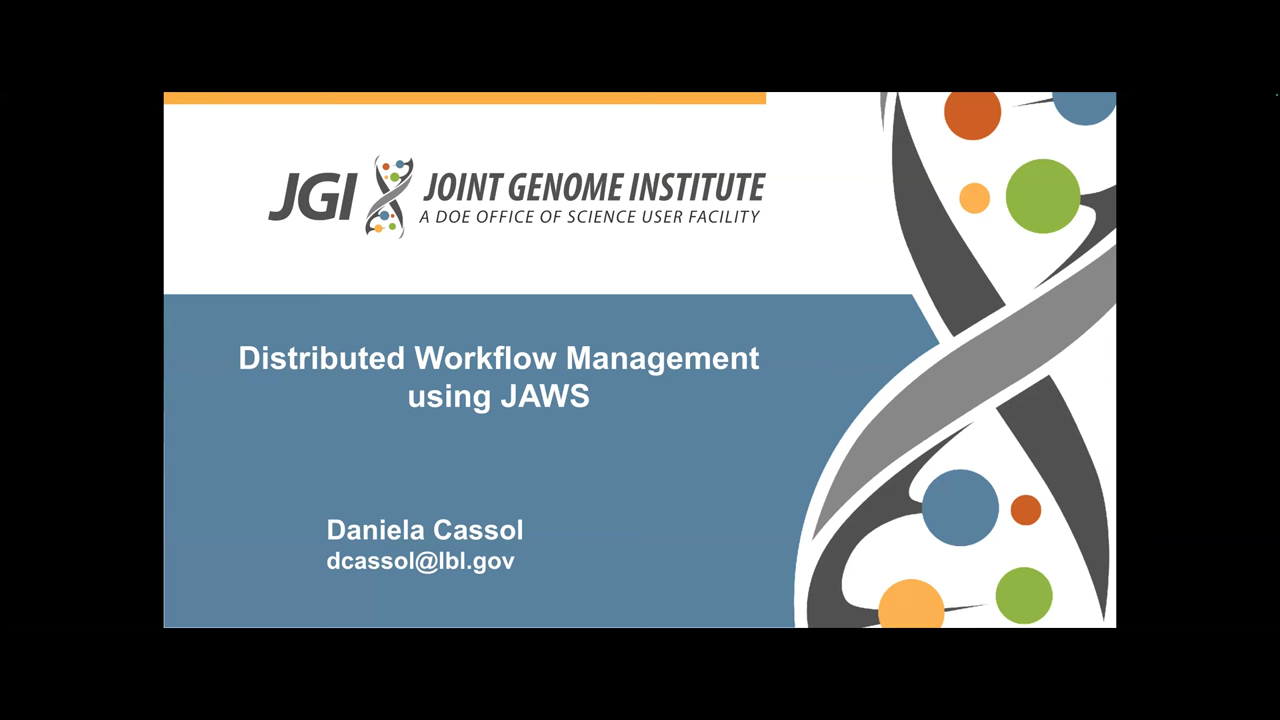 JGI JOINT GENOME INSTITUTE
A DOE OFFICE OF SCIENCE USER FACILITY
Distributed Workflow Management
using JAWS
Daniela Cassol
dcassol@lbl.gov